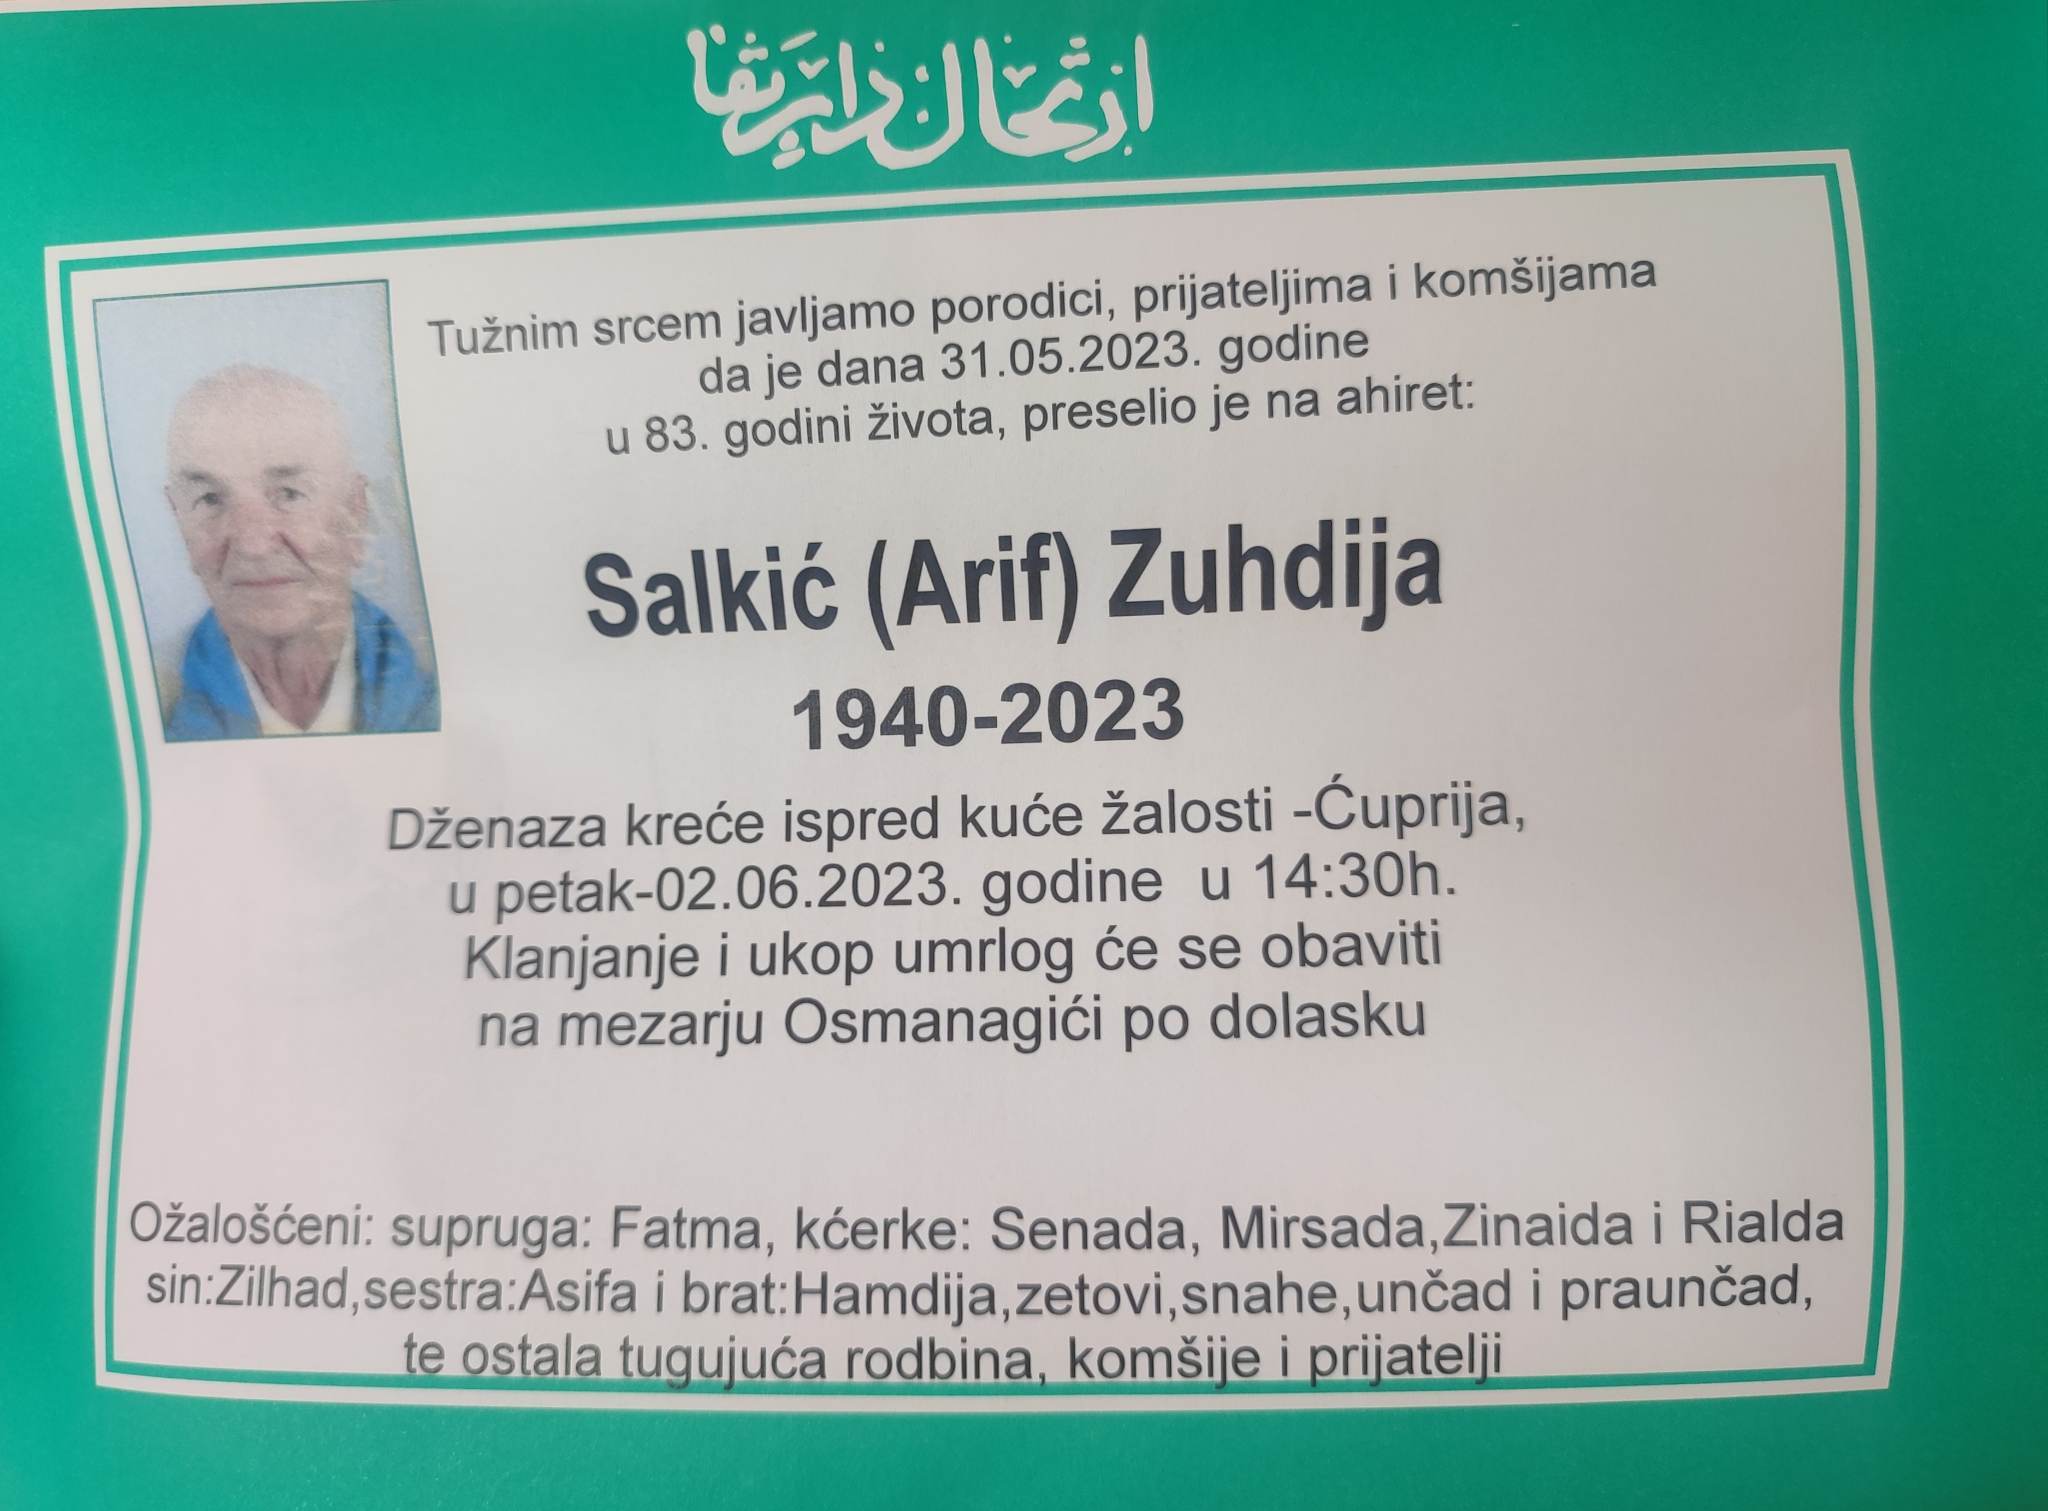 ارتحال دار بقا
Tužnim srcem javljamo porodici, prijateljima i komšijama
da je dana 31.05.2023. godine
u 83. godini života, preselio je na ahiret:
Salkić (Arif) Zuhdija
1940-2023
Dženaza kreće ispred kuće žalosti -Ćuprija,
u petak-02.06.2023. godine u 14:30h.
Klanjanje i ukop umrlog će se obaviti
na mezarju Osmanagići po dolasku
Ožalošćeni: supruga: Fatma, kćerke: Senada, Mirsada,Zinaida i Rialda
sin:Zilhad,sestra:Asifa i brat:Hamdija,zetovi,snahe,unčad i praunčad,
te ostala tugujuća rodbina, komšije i prijatelji